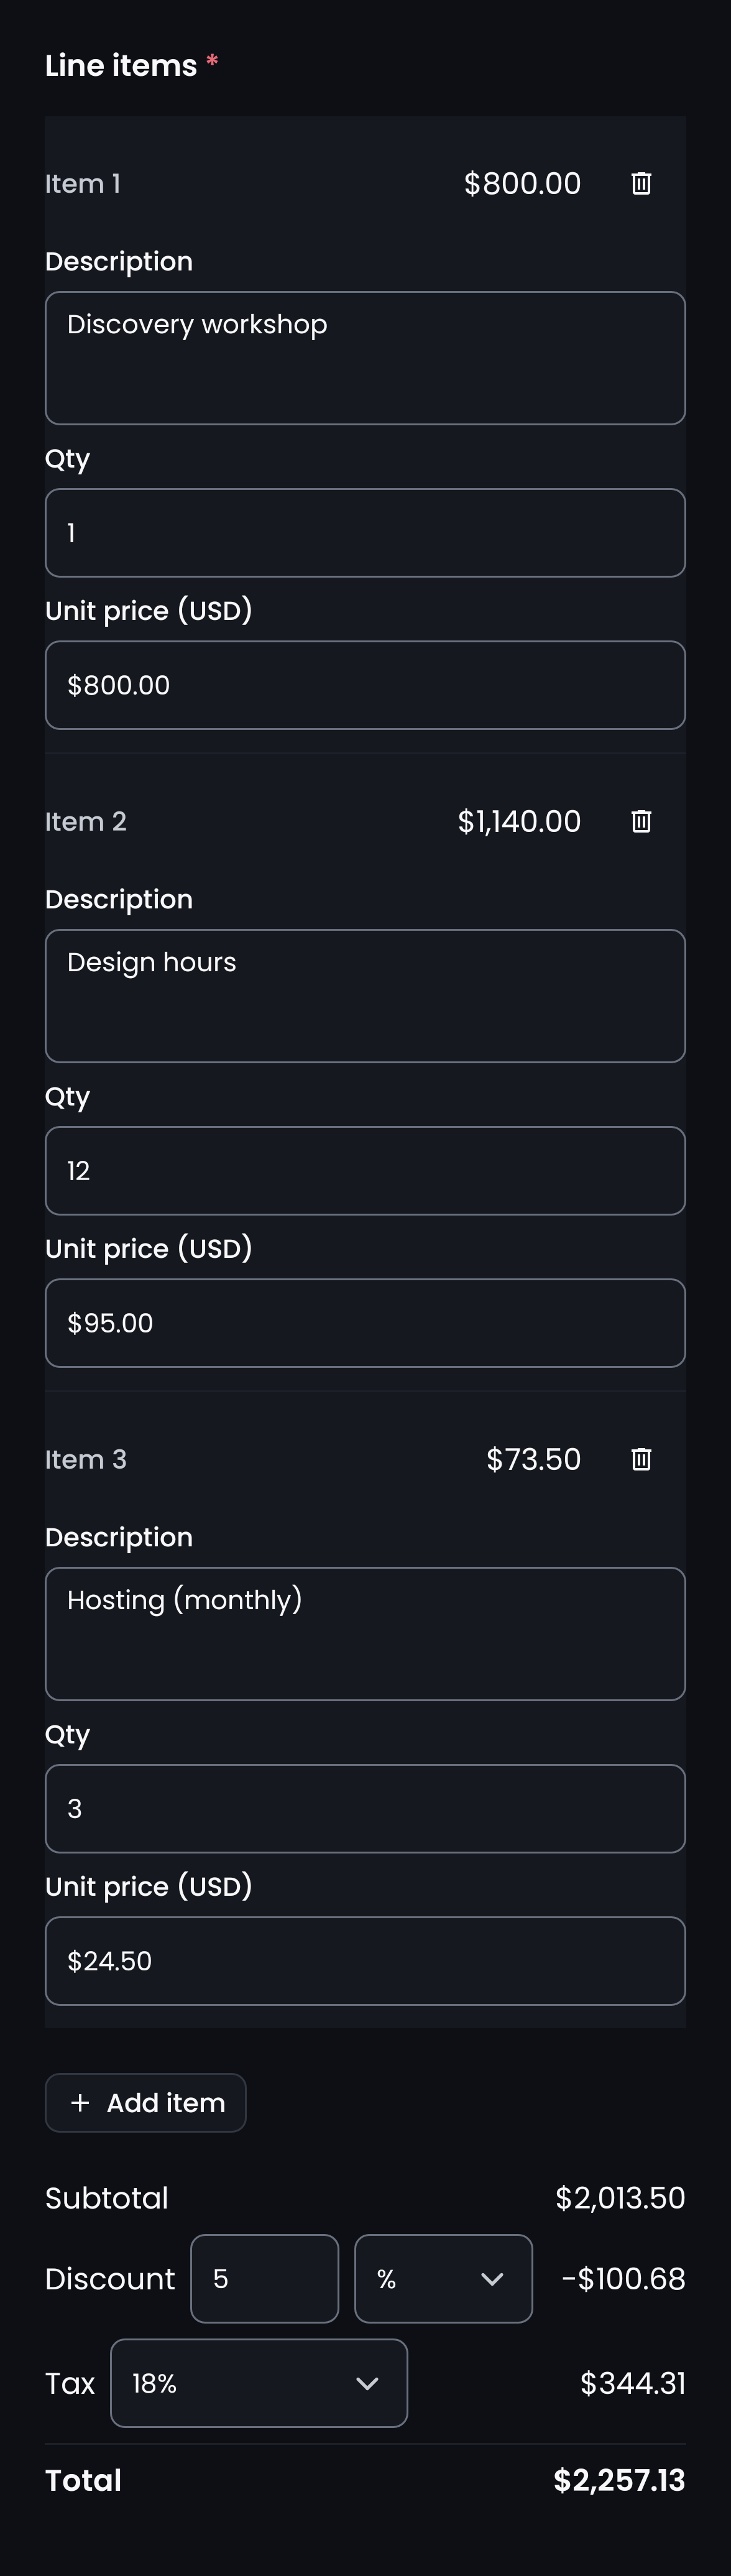 Line items *
Item 1 $800.00
Description
Discovery workshop
Qty
1
Unit price (USD)
$800.00
Item 2 $1,140.00
Description
Design hours
Qty
12
Unit price (USD)
$95.00
Item 3 $73.50
Description
Hosting (monthly)
Qty
3
Unit price (USD)
$24.50
+ Add item
Subtotal $2,013.50
Discount 5 % -$100.68
Tax 18% $344.31
Total $2,257.13